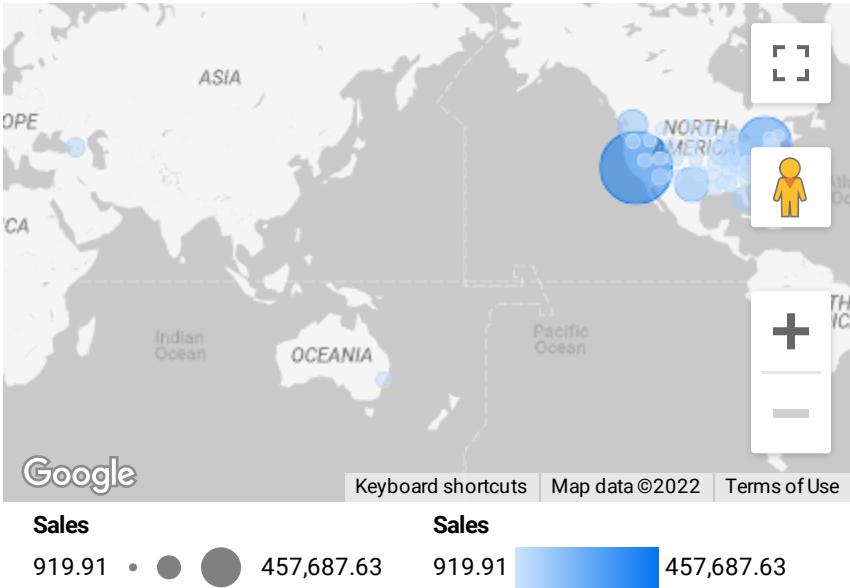 ASIA
OPE
NORTH
MERICA
CA
Indian
Ocean
OCEANIA
Pacific
Ocean
Google
Keyboard shortcuts
Map data ©2022
Terms of Use
Sales
Sales
919.91
457,687.63
919.91
457,687.63